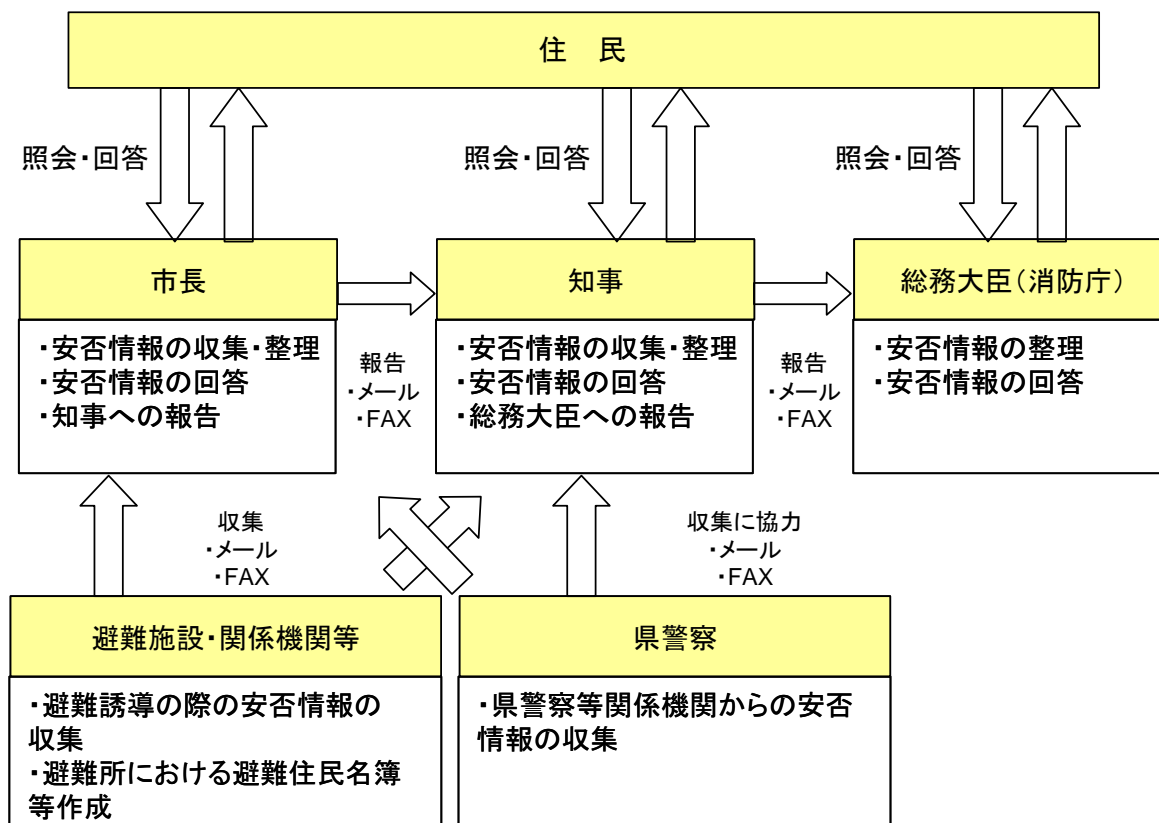 住　民
照会・回答
照会・回答
照会・回答
市長
知事
総務大臣（消防庁）
・安否情報の収集・整理
・安否情報の回答
・知事への報告
報告
・メール
・FAX
・安否情報の収集・整理
・安否情報の回答
・総務大臣への報告
報告
・メール
・FAX
・安否情報の整理
・安否情報の回答
収集
・メール
・FAX
収集に協力
・メール
・FAX
避難施設・関係機関等
・避難誘導の際の安否情報の
収集
・避難所における避難住民名簿
等作成
県警察
・県警察等関係機関からの安否
情報の収集